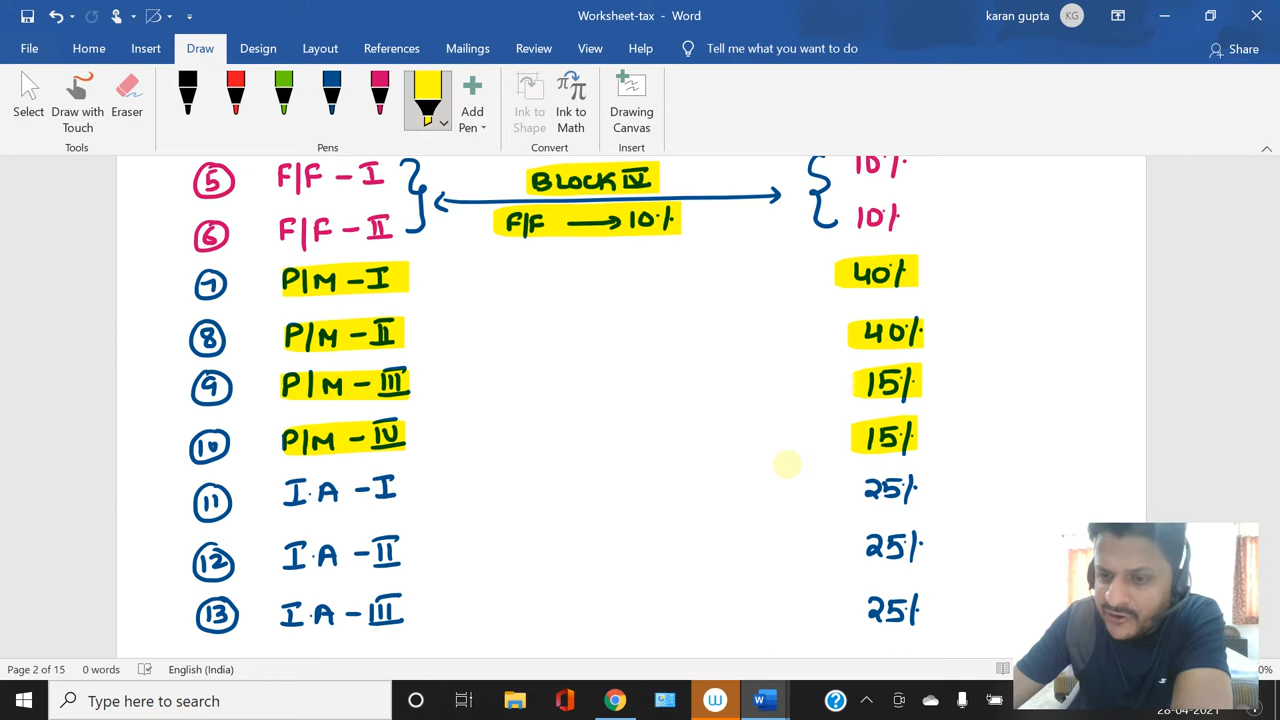 Worksheet-tax - Word
karan gupta
KG
File Home Insert Draw Design Layout References Mailings Review View Help Tell me what you want to do Share
Select
Draw with Touch
Eraser
Add Pen
Ink to Shape
Ink to Math
Drawing Canvas
Tools Pens Convert Insert
5 F/F - I BLOCK IV 10%
6 F/F - II F/F → 10% 10%
7 P/M - I 40%
8 P/M - II 40%
9 P/M - III 15%
10 P/M - IV 15%
11 I.A - I 25%
12 I.A - II 25%
13 I.A - III 25%
Page 2 of 15 0 words English (India)
Type here to search
28-04-2021